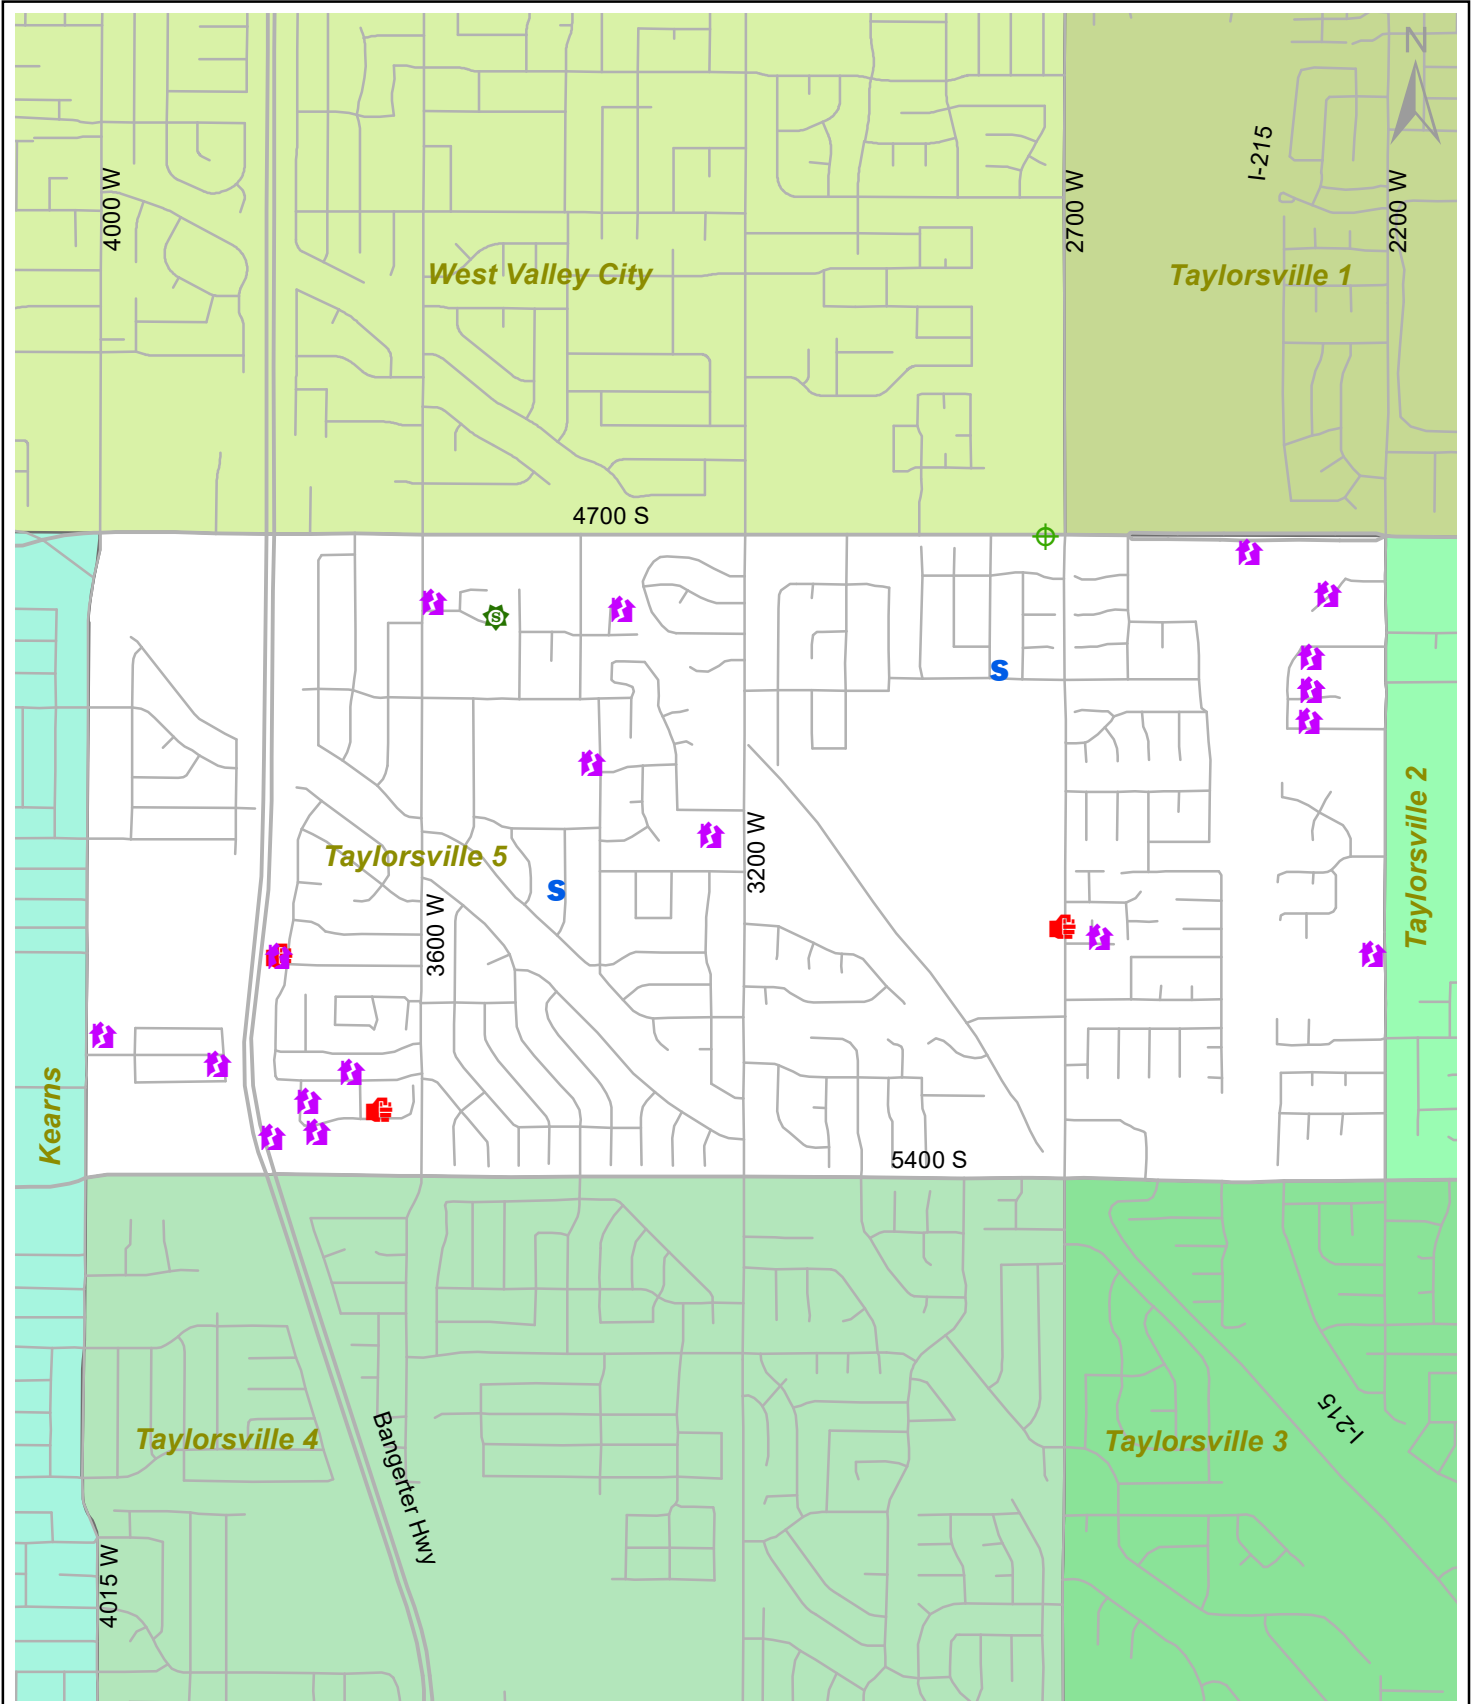 N
I-215
4000 W
2700 W
2200 W
West Valley City
Taylorsville 1
4700 S
S
S
Taylorsville 2
3200 W
Taylorsville 5
S
3600 W
Kearns
5400 S
Taylorsville 4
Bangerter Hwy
Taylorsville 3
I-215
4015 W